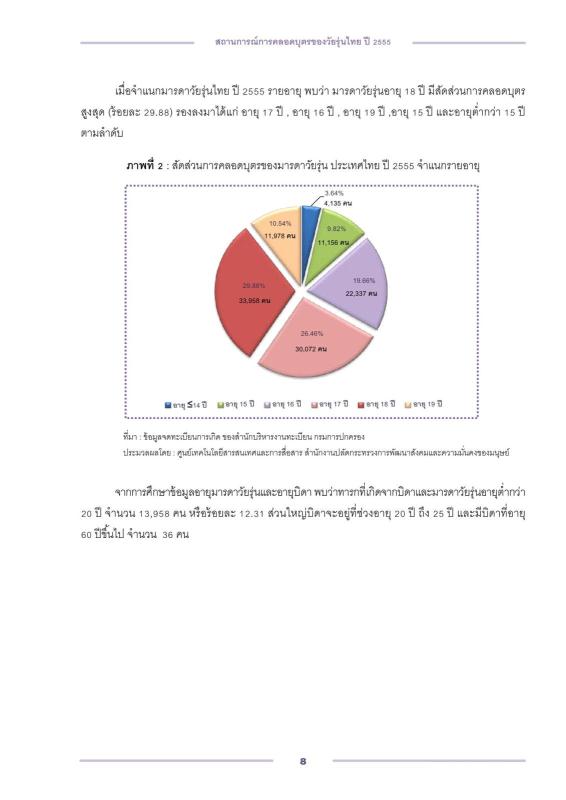 สถานการณ์การคลอดบุตรของวัยรุ่นไทย ปี 2555
เมื่อจำแนกมารดาวัยรุ่นไทย ปี 2555 รายอายุ พบว่า มารดาวัยรุ่นอายุ 18 ปี มีสัดส่วนการคลอดบุตร
สูงสุด (ร้อยละ 29.88) รองลงมาได้แก่ อายุ 17 ปี , อายุ 16 ปี , อายุ 19 ปี ,อายุ 15 ปี และอายุต่ำกว่า 15 ปี
ตามลำดับ
ภาพที่ 2 : สัดส่วนการคลอดบุตรของมารดาวัยรุ่น ประเทศไทย ปี 2555 จำแนกรายอายุ
3.64%
4,135 คน
10.54%
11,978 คน
9.82%
11,156 คน
19.66%
22,337 คน
29.88%
33,958 คน
26.46%
30,072 คน
อายุ ≤14 ปี อายุ 15 ปี อายุ 16 ปี อายุ 17 ปี อายุ 18 ปี อายุ 19 ปี
ที่มา : ข้อมูลจดทะเบียนการเกิด ของสำนักบริหารงานทะเบียน กรมการปกครอง
ประมวลผลโดย : ศูนย์เทคโนโลยีสารสนเทศและการสื่อสาร สำนักงานปลัดกระทรวงการพัฒนาสังคมและความมั่นคงของมนุษย์
จากการศึกษาข้อมูลอายุมารดาวัยรุ่นและอายุบิดา พบว่าทารกที่เกิดจากบิดาและมารดาวัยรุ่นอายุต่ำกว่า
20 ปี จำนวน 13,958 คน หรือร้อยละ 12.31 ส่วนใหญ่บิดาจะอยู่ที่ช่วงอายุ 20 ปี ถึง 25 ปี และมีบิดาที่อายุ
60 ปีขึ้นไป จำนวน 36 คน
8